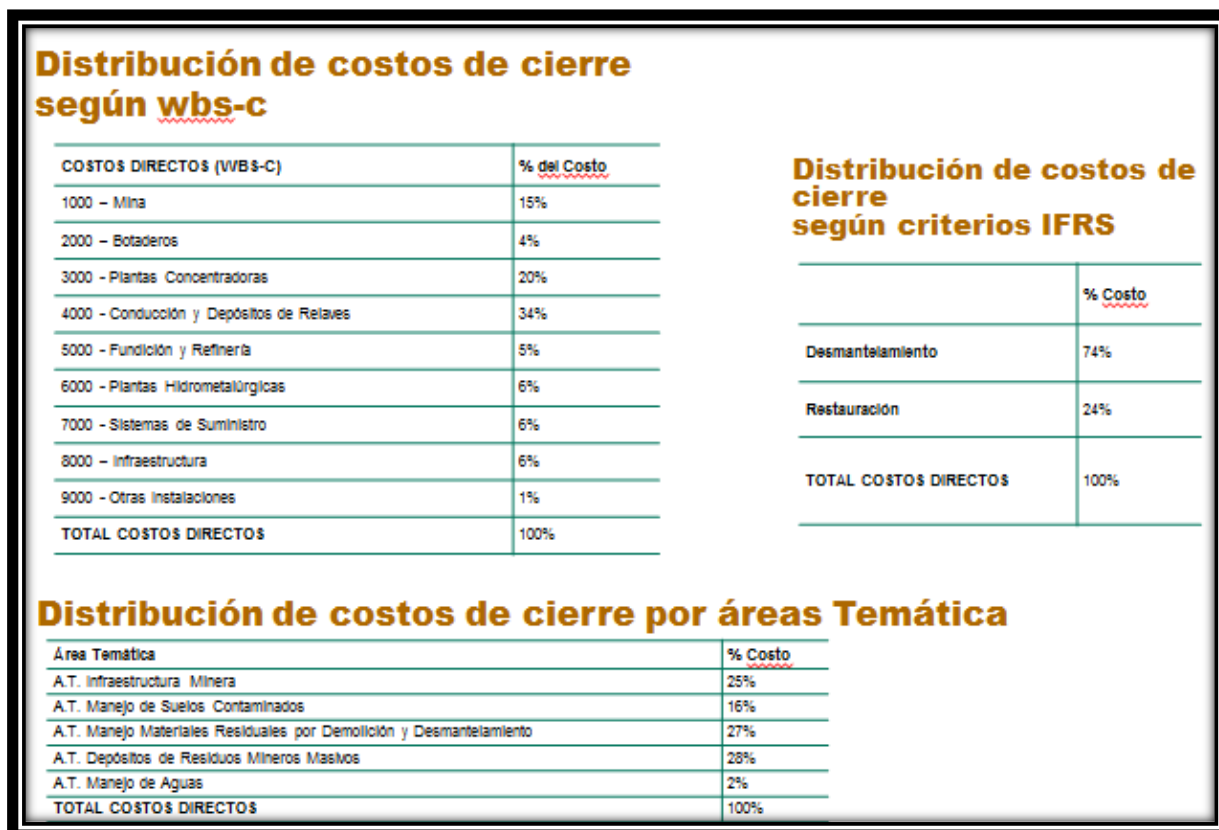 Distribución de costos de cierre
según wbs-c
COSTOS DIRECTOS (WBS-C) % del Costo
1000 – Mina 15%
2000 – Botaderos 4%
3000 - Plantas Concentradoras 20%
4000 - Conducción y Depósitos de Relaves 34%
5000 - Fundición y Refinería 5%
6000 - Plantas Hidrometalúrgicas 6%
7000 - Sistemas de Suministro 6%
8000 – Infraestructura 6%
9000 - Otras Instalaciones 1%
TOTAL COSTOS DIRECTOS 100%
Distribución de costos de
cierre
según criterios IFRS
% Costo
Desmantelamiento 74%
Restauración 24%
TOTAL COSTOS DIRECTOS 100%
Distribución de costos de cierre por áreas Temática
Área Temática % Costo
A.T. Infraestructura Minera 25%
A.T. Manejo de Suelos Contaminados 16%
A.T. Manejo Materiales Residuales por Demolición y Desmantelamiento 27%
A.T. Depósitos de Residuos Mineros Masivos 28%
A.T. Manejo de Aguas 2%
TOTAL COSTOS DIRECTOS 100%